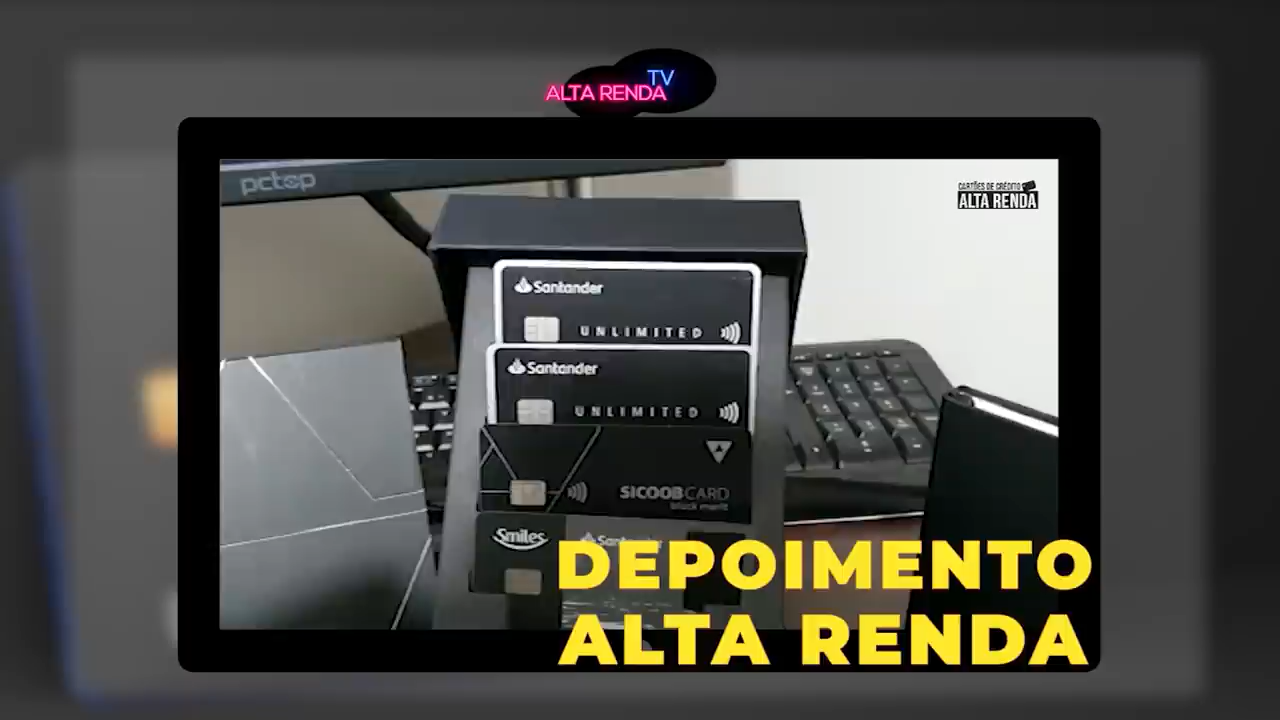 TV
ALTA RENDA
pctop
CARTÕES DE CRÉDITO
ALTA RENDA
Santander
UNLIMITED
Santander
UNLIMITED
SICOOBCARD
black merit
Smiles
Santander
DEPOIMENTO
ALTA RENDA